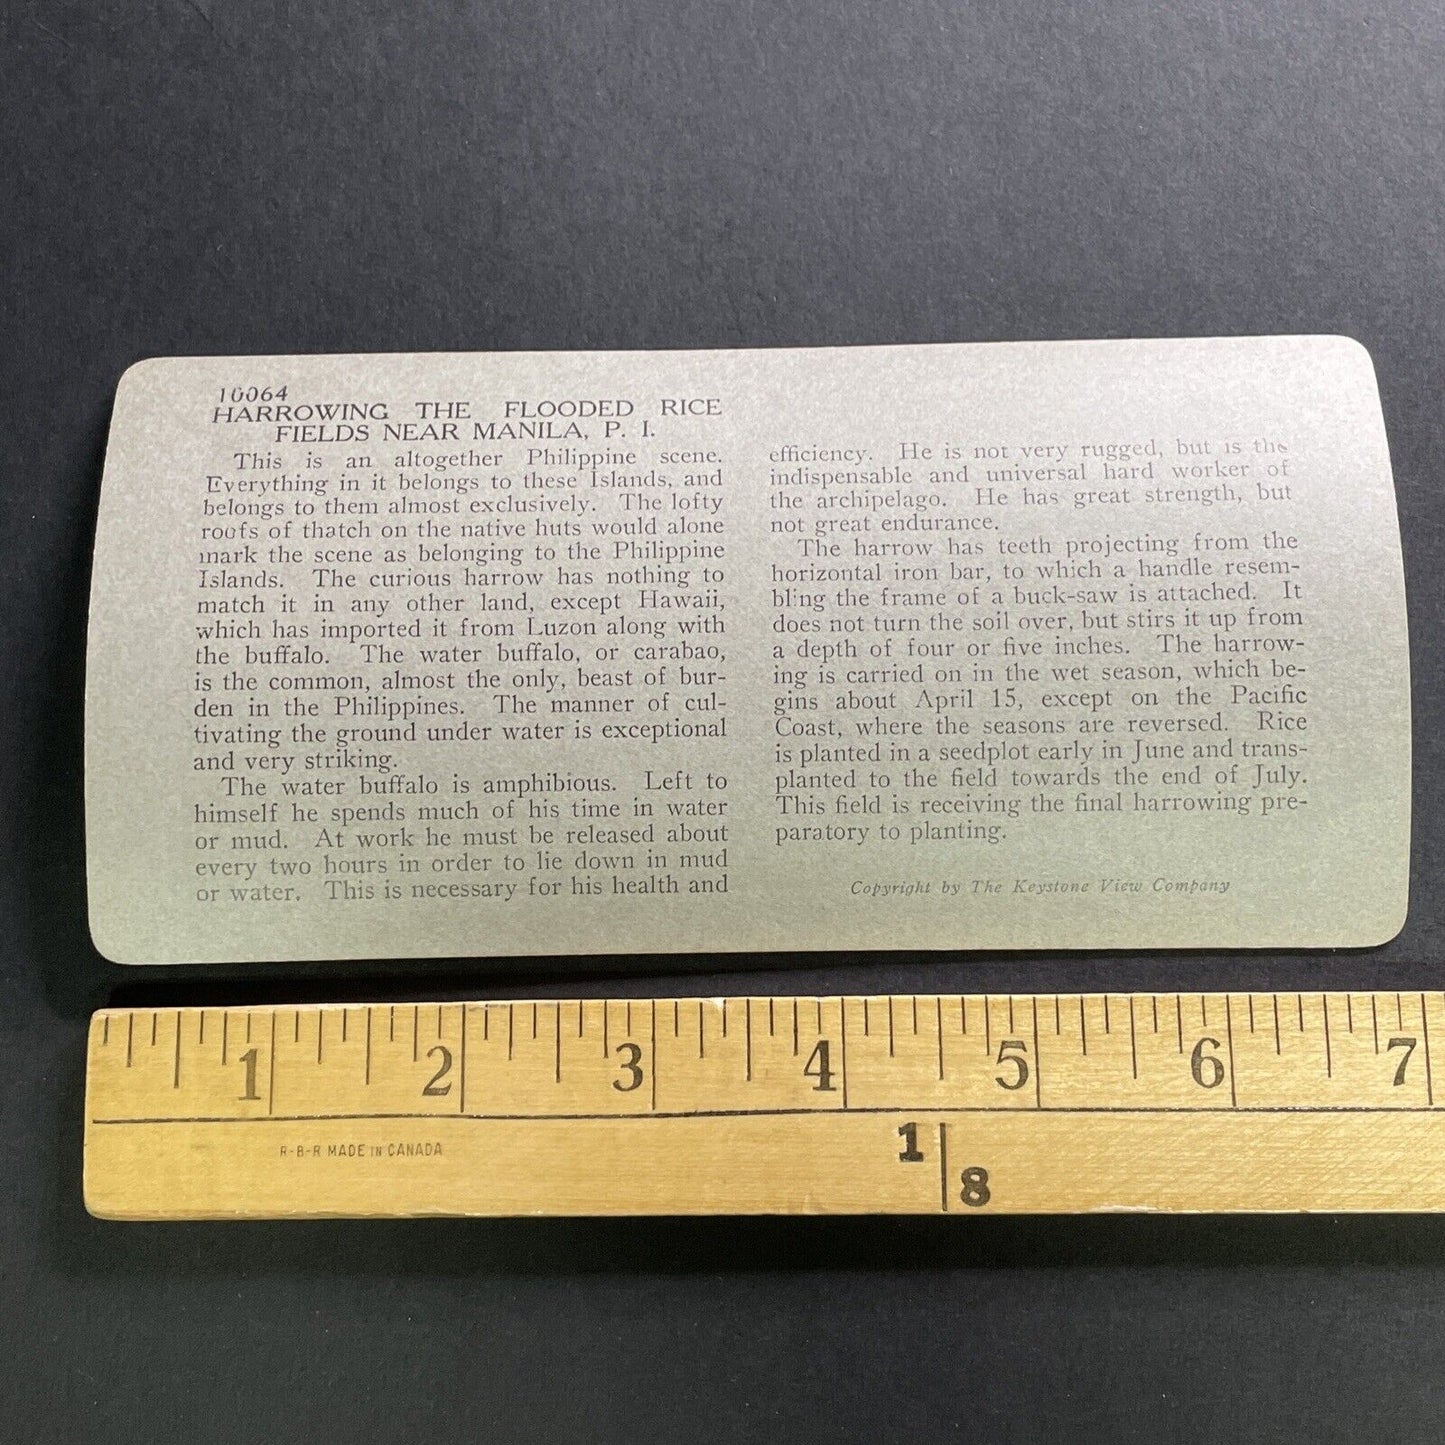 10064
HARROWING THE FLOODED RICE
FIELDS NEAR MANILA, P. I.
This is an altogether Philippine scene.
Everything in it belongs to these Islands, and
belongs to them almost exclusively. The lofty
roofs of thatch on the native huts would alone
mark the scene as belonging to the Philippine
Islands. The curious harrow has nothing to
match it in any other land, except Hawaii,
which has imported it from Luzon along with
the buffalo. The water buffalo, or carabao,
is the common, almost the only, beast of bur-
den in the Philippines. The manner of cul-
tivating the ground under water is exceptional
and very striking.
The water buffalo is amphibious. Left to
himself he spends much of his time in water
or mud. At work he must be released about
every two hours in order to lie down in mud
or water. This is necessary for his health and
efficiency. He is not very rugged, but is the
indispensable and universal hard worker of
the archipelago. He has great strength, but
not great endurance.
The harrow has teeth projecting from the
horizontal iron bar, to which a handle resem-
bling the frame of a buck-saw is attached. It
does not turn the soil over, but stirs it up from
a depth of four or five inches. The harrow-
ing is carried on in the wet season, which be-
gins about April 15, except on the Pacific
Coast, where the seasons are reversed. Rice
is planted in a seedplot early in June and trans-
planted to the field towards the end of July.
This field is receiving the final harrowing pre-
paratory to planting.
Copyright by The Keystone View Company
1 2 3 4 5 6 7
R-B-R MADE IN CANADA
1 8